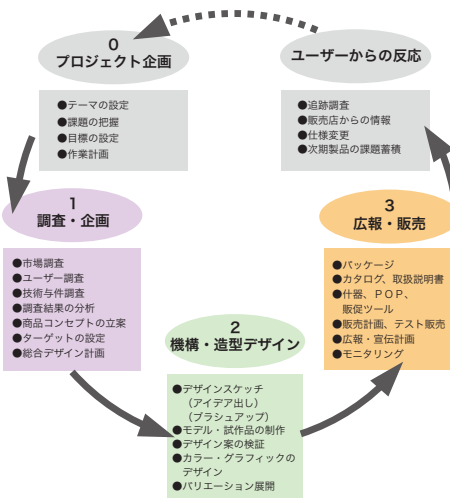 0
プロジェクト企画
●テーマの設定
●課題の把握
●目標の設定
●作業計画
ユーザーからの反応
●追跡調査
●販売店からの情報
●仕様変更
●次期製品の課題蓄積
1
調査・企画
●市場調査
●ユーザー調査
●技術与件調査
●調査結果の分析
●商品コンセプトの立案
●ターゲットの設定
●総合デザイン計画
2
機構・造型デザイン
●デザインスケッチ
（アイデア出し）
（ブラシュアップ）
●モデル・試作品の制作
●デザイン案の検証
●カラー・グラフィックの
デザイン
●バリエーション展開
3
広報・販売
●パッケージ
●カタログ、取扱説明書
●什器、ＰＯＰ、
販促ツール
●販売計画、テスト販売
●広報・宣伝計画
●モニタリング